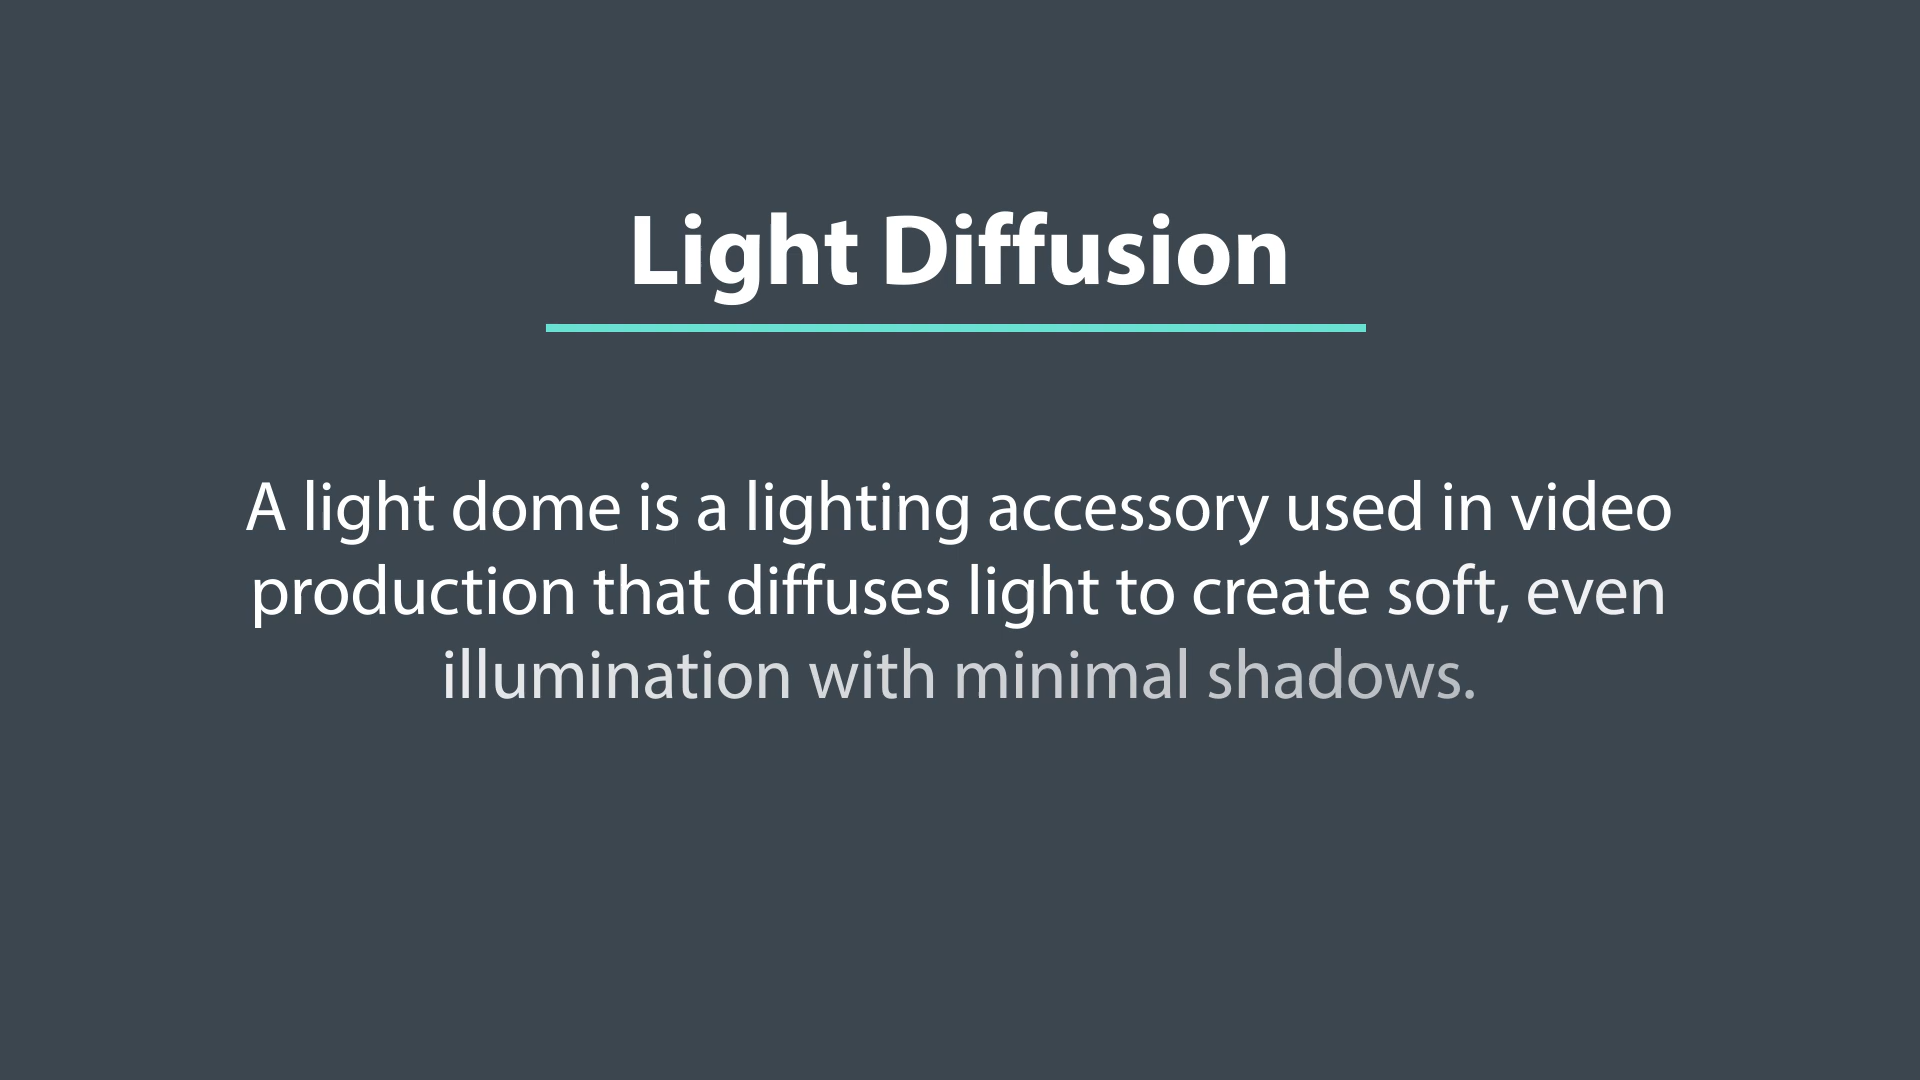 Light Diffusion
A light dome is a lighting accessory used in video
production that diffuses light to create soft, even
illumination with minimal shadows.